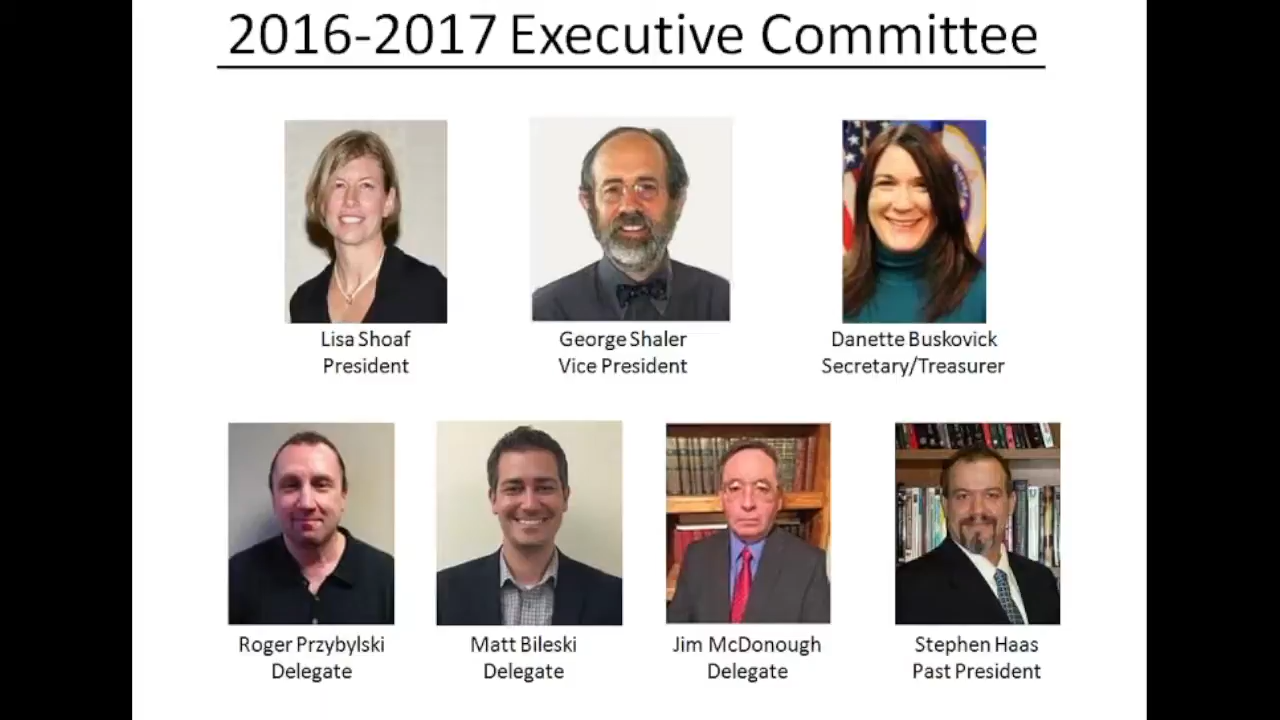 2016-2017 Executive Committee
Lisa Shoaf
President
George Shaler
Vice President
Danette Buskovick
Secretary/Treasurer
Roger Przybylski
Delegate
Matt Bileski
Delegate
Jim McDonough
Delegate
Stephen Haas
Past President